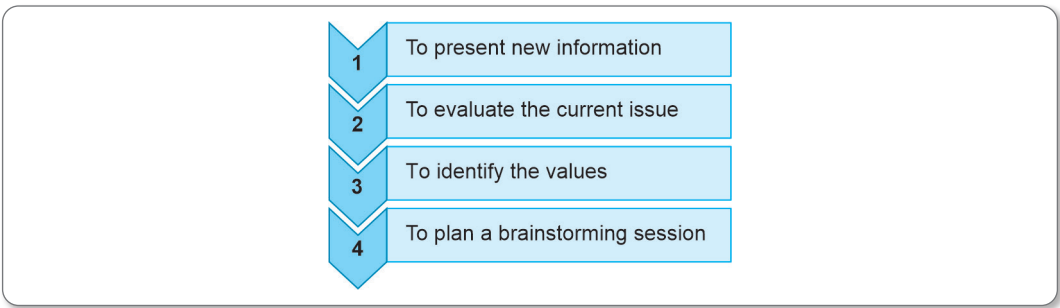 1 To present new information
2 To evaluate the current issue
3 To identify the values
4 To plan a brainstorming session